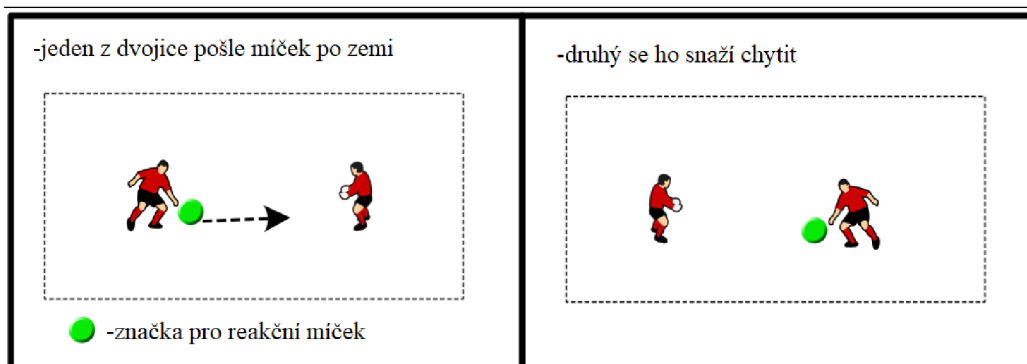 -jeden z dvojice pošle míček po zemi
-značka pro reakční míček
-druhý se ho snaží chytit